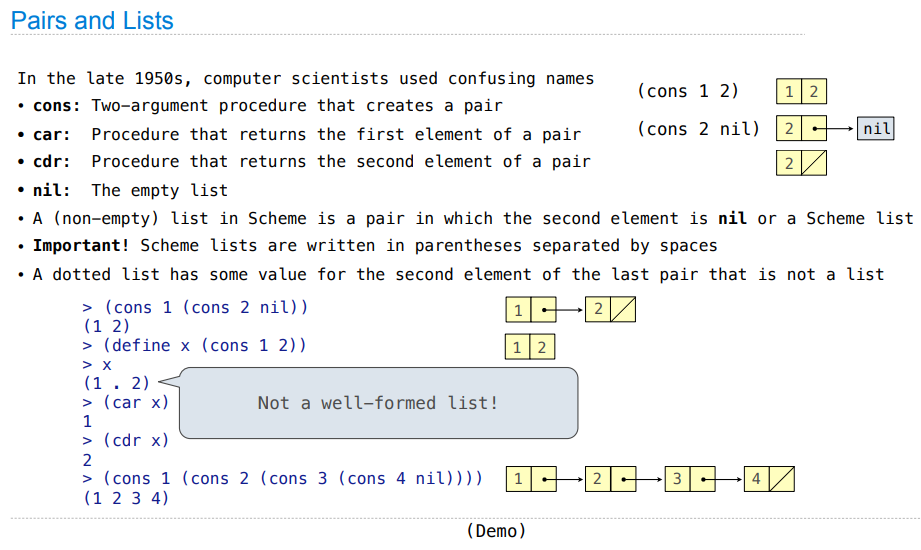 Pairs and Lists
In the late 1950s, computer scientists used confusing names
• cons: Two-argument procedure that creates a pair
• car: Procedure that returns the first element of a pair
• cdr: Procedure that returns the second element of a pair
• nil: The empty list
• A (non-empty) list in Scheme is a pair in which the second element is nil or a Scheme list
• Important! Scheme lists are written in parentheses separated by spaces
• A dotted list has some value for the second element of the last pair that is not a list
(cons 1 2) 1 2
(cons 2 nil) 2 nil
2
> (cons 1 (cons 2 nil)) 1 2
(1 2)
> (define x (cons 1 2)) 1 2
> x
(1 . 2)
Not a well-formed list!
> (car x)
1
> (cdr x)
2
> (cons 1 (cons 2 (cons 3 (cons 4 nil)))) 1 2 3 4
(1 2 3 4)
(Demo)